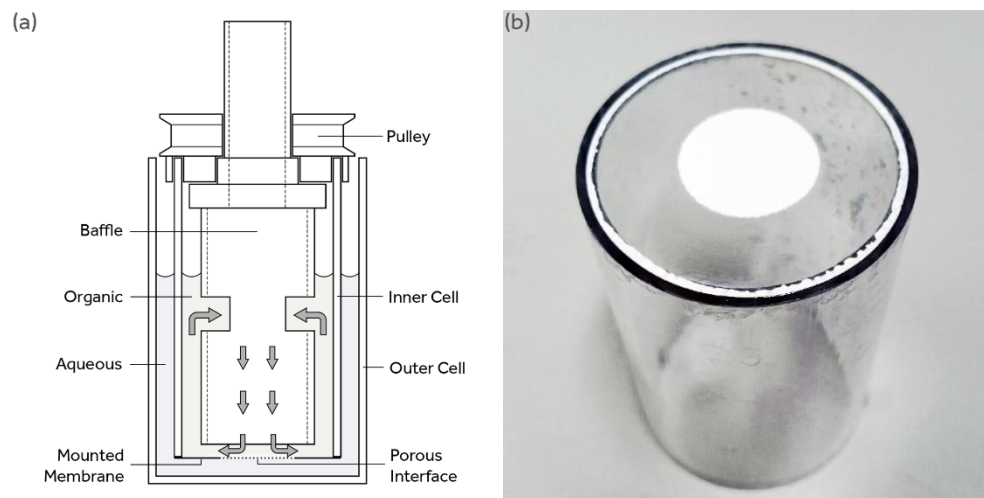 (a)
(b)
Pulley
Baffle
Organic
Inner Cell
Aqueous
Outer Cell
Mounted
Membrane
Porous
Interface